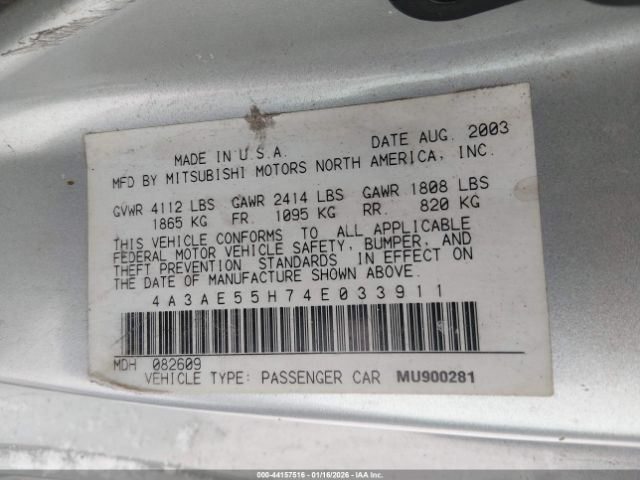 MADE IN U.S.A. DATE AUG. 2003
MFD BY MITSUBISHI MOTORS NORTH AMERICA, INC.
GVWR 4112 LBS GAWR 2414 LBS GAWR 1808 LBS
1865 KG FR. 1095 KG RR. 820 KG
THIS VEHICLE CONFORMS TO ALL APPLICABLE
FEDERAL MOTOR VEHICLE SAFETY, BUMPER, AND
THEFT PREVENTION STANDARDS IN EFFECT ON
THE DATE OF MANUFACTURE SHOWN ABOVE.
4A3AE55H74E033911
MDH 082609
VEHICLE TYPE: PASSENGER CAR MU900281
000-44157516 - 01/16/2026 - IAAI.COM